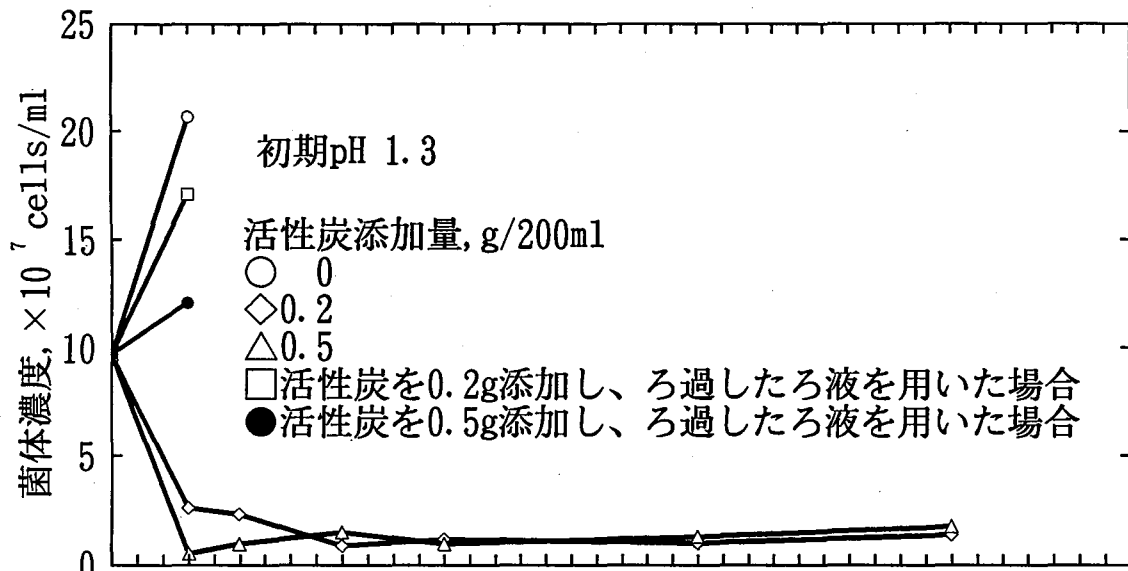 25
20
15
10
5
0
菌体濃度, ×10⁷ cells/ml
初期pH 1.3
活性炭添加量, g/200ml
○ 0
◇0.2
△0.5
□活性炭を0.2g添加し、ろ過したろ液を用いた場合
●活性炭を0.5g添加し、ろ過したろ液を用いた場合